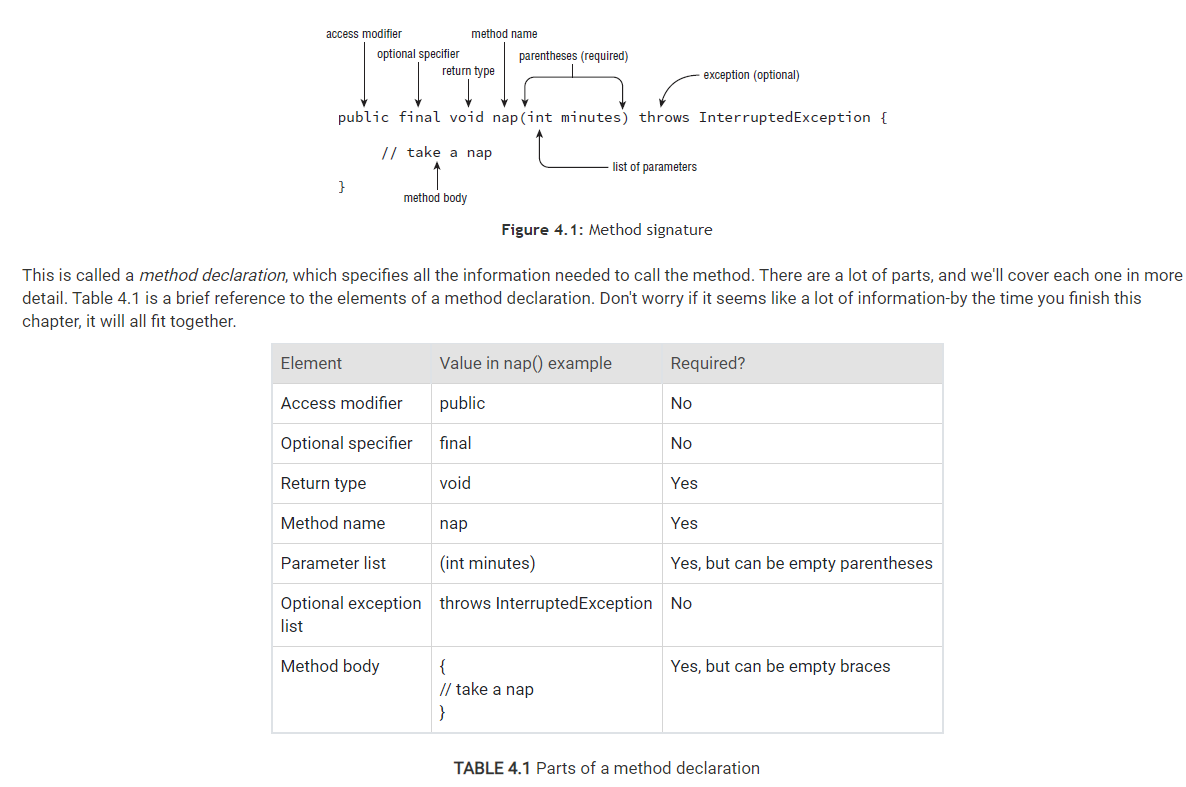 access modifier
method name
optional specifier
parentheses (required)
return type
exception (optional)
public final void nap(int minutes) throws InterruptedException {
// take a nap
list of parameters
}
method body
Figure 4.1: Method signature
This is called a method declaration, which specifies all the information needed to call the method. There are a lot of parts, and we'll cover each one in more
detail. Table 4.1 is a brief reference to the elements of a method declaration. Don't worry if it seems like a lot of information-by the time you finish this
chapter, it will all fit together.
Element Value in nap() example Required?
Access modifier public No
Optional specifier final No
Return type void Yes
Method name nap Yes
Parameter list (int minutes) Yes, but can be empty parentheses
Optional exception throws InterruptedException No
list
Method body { Yes, but can be empty braces
// take a nap
}
TABLE 4.1 Parts of a method declaration